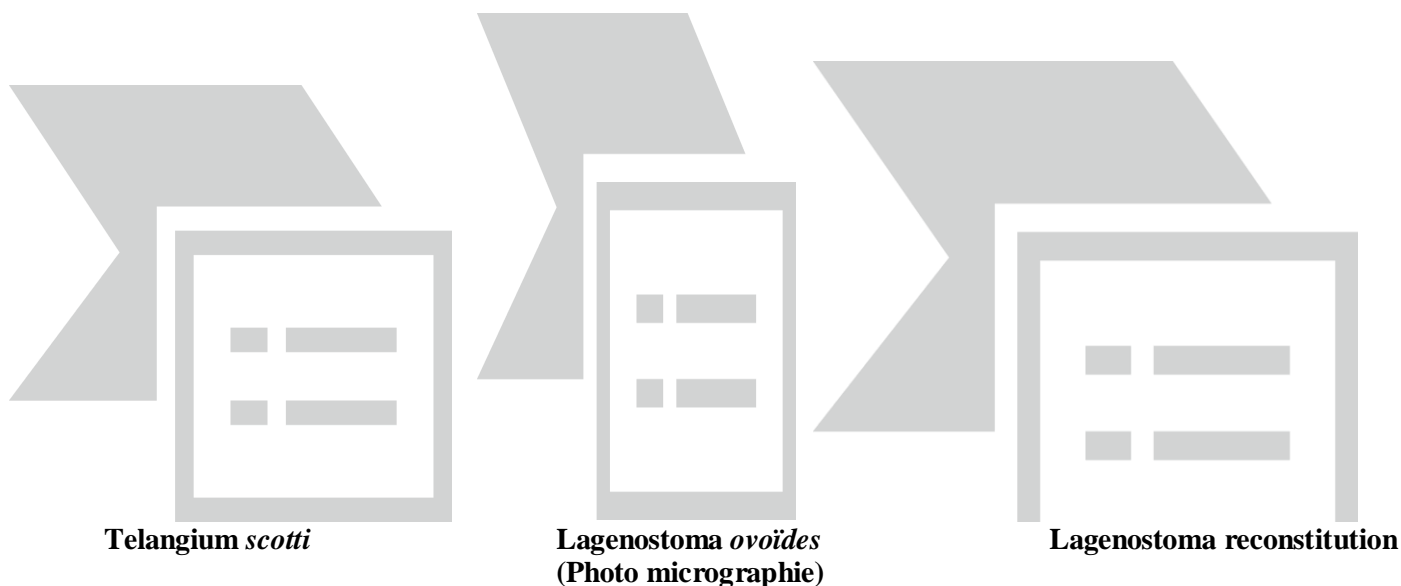 Telangium scotti
Lagenostoma ovoïdes
(Photo micrographie)
Lagenostoma reconstitution